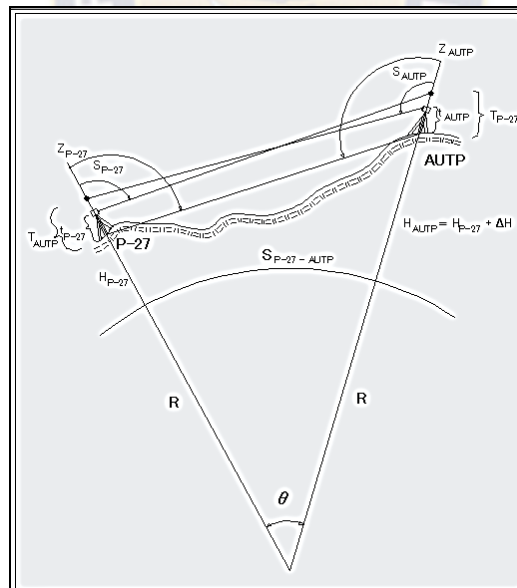 Z AUTP
S AUTP
t AUTP
T P-27
AUTP
Z P-27
S P-27
t P-27
T AUTP
P-27
H P-27
H AUTP = H P-27 + ΔH
S P-27 - AUTP
R
R
θ